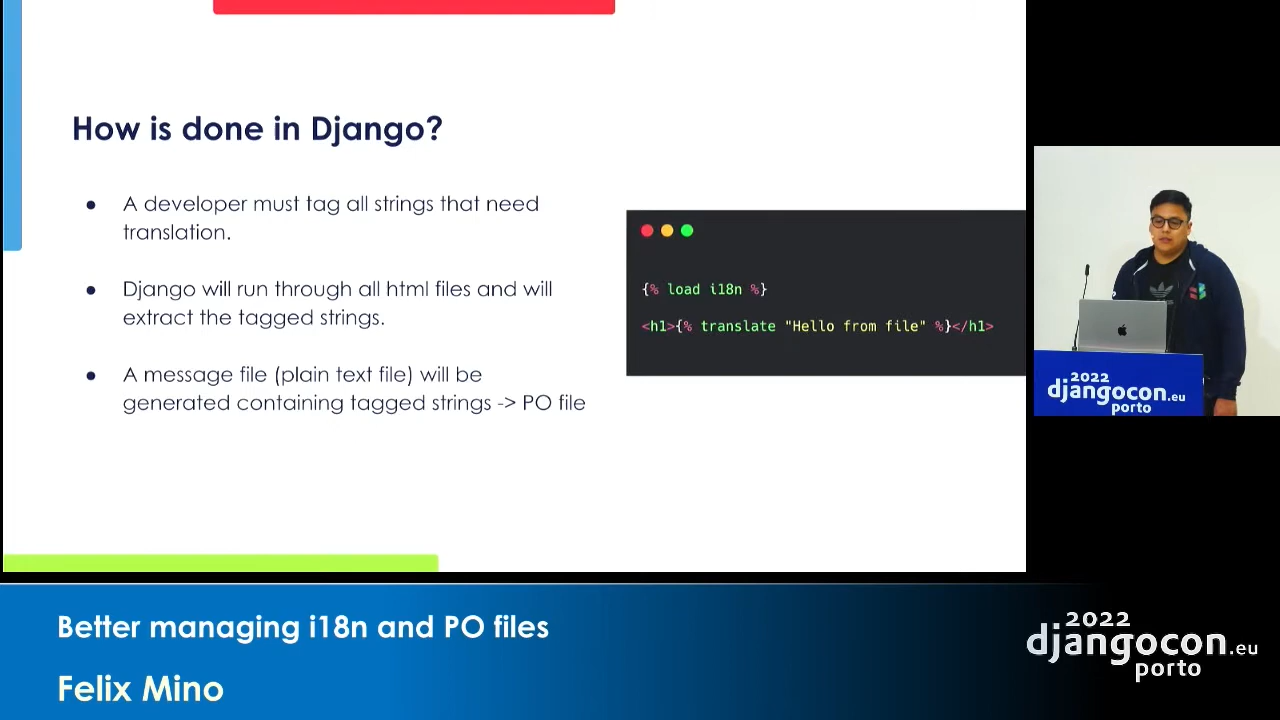 How is done in Django?
● A developer must tag all strings that need
translation.
● Django will run through all html files and will
extract the tagged strings.
● A message file (plain text file) will be
generated containing tagged strings -> PO file
{% load i18n %}
<h1>{% translate "Hello from file" %}</h1>
2022
djangocon.eu
porto
Better managing i18n and PO files
Felix Mino
2022
djangocon.eu
porto